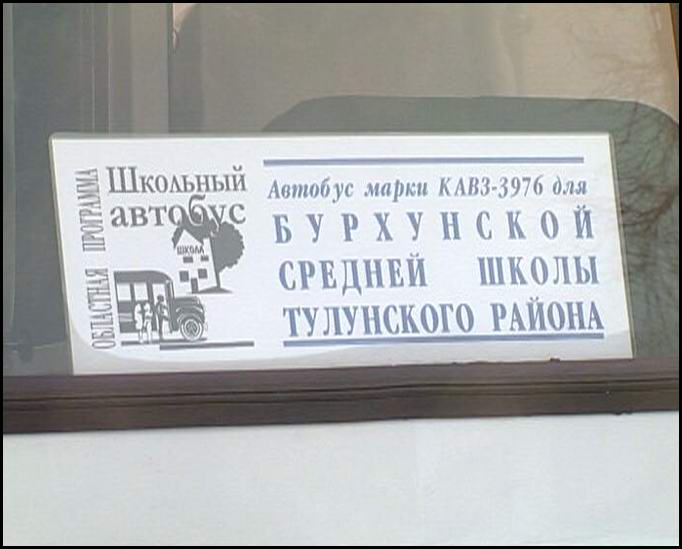 ОБЛАСТНАЯ ПРОГРАММА
Школьный
автобус
ШКОЛА
Автобус марки КАВЗ-3976 для
БУРХУНСКОЙ
СРЕДНЕЙ ШКОЛЫ
ТУЛУНСКОГО РАЙОНА